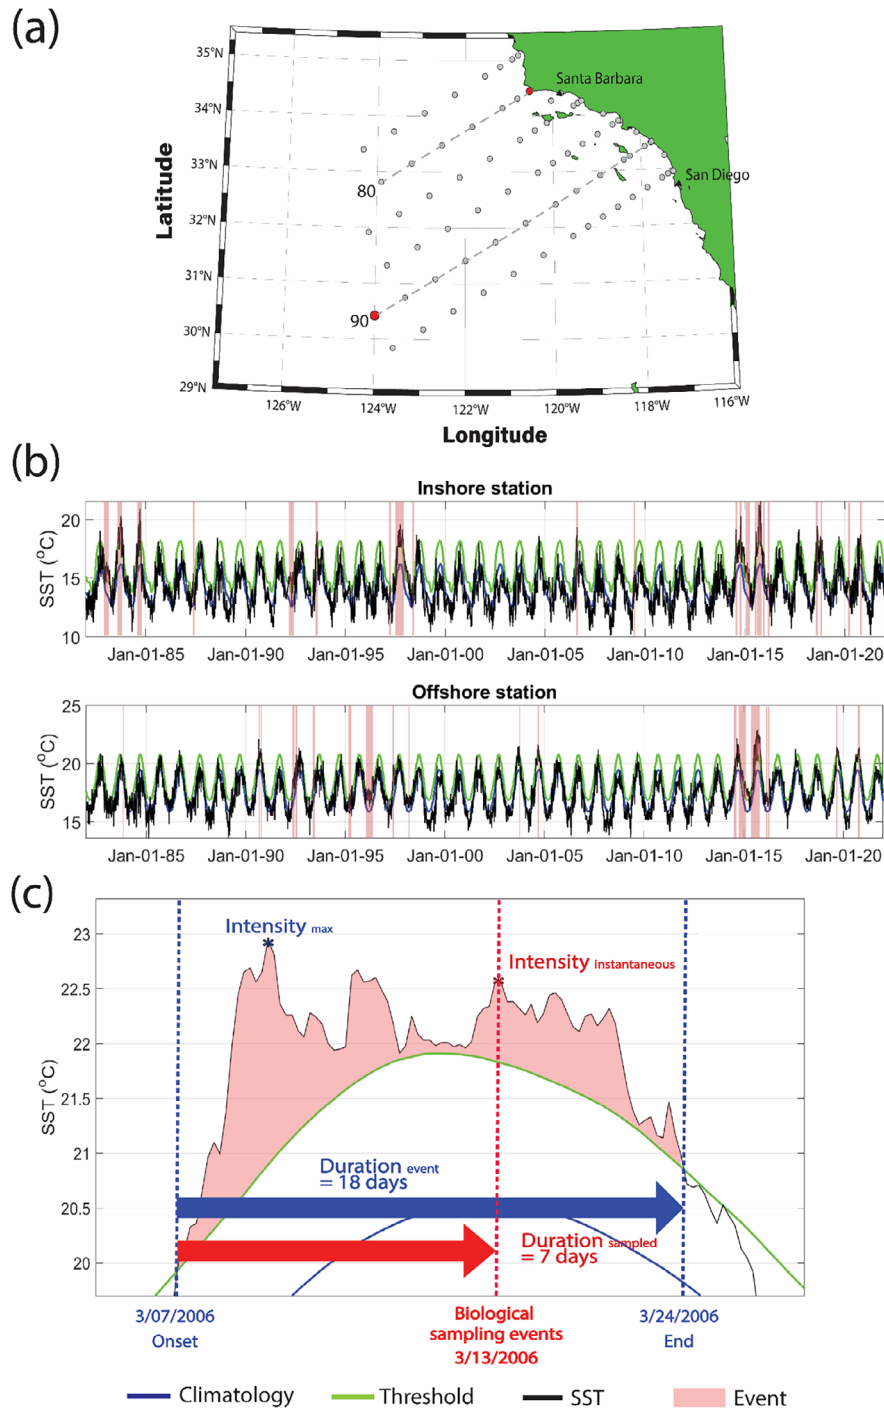 (a)
35°N
34°N
33°N
32°N
31°N
30°N
29°N
Latitude
Santa Barbara
San Diego
80
90
126°W
124°W
122°W
120°W
118°W
116°W
Longitude
(b)
Inshore station
SST (°C)
20
15
10
Jan-01-85
Jan-01-90
Jan-01-95
Jan-01-00
Jan-01-05
Jan-01-10
Jan-01-15
Jan-01-20
Offshore station
SST (°C)
25
20
15
Jan-01-85
Jan-01-90
Jan-01-95
Jan-01-00
Jan-01-05
Jan-01-10
Jan-01-15
Jan-01-20
(c)
SST (°C)
23
22.5
22
21.5
21
20.5
20
Intensity max
Intensity instantaneous
Duration event
= 18 days
Duration sampled
= 7 days
3/07/2006
Onset
Biological
sampling events
3/13/2006
3/24/2006
End
Climatology
Threshold
SST
Event